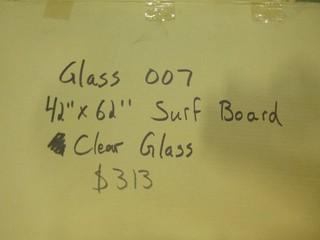 Glass 007
42" x 62" Surf Board
Clear Glass
$313